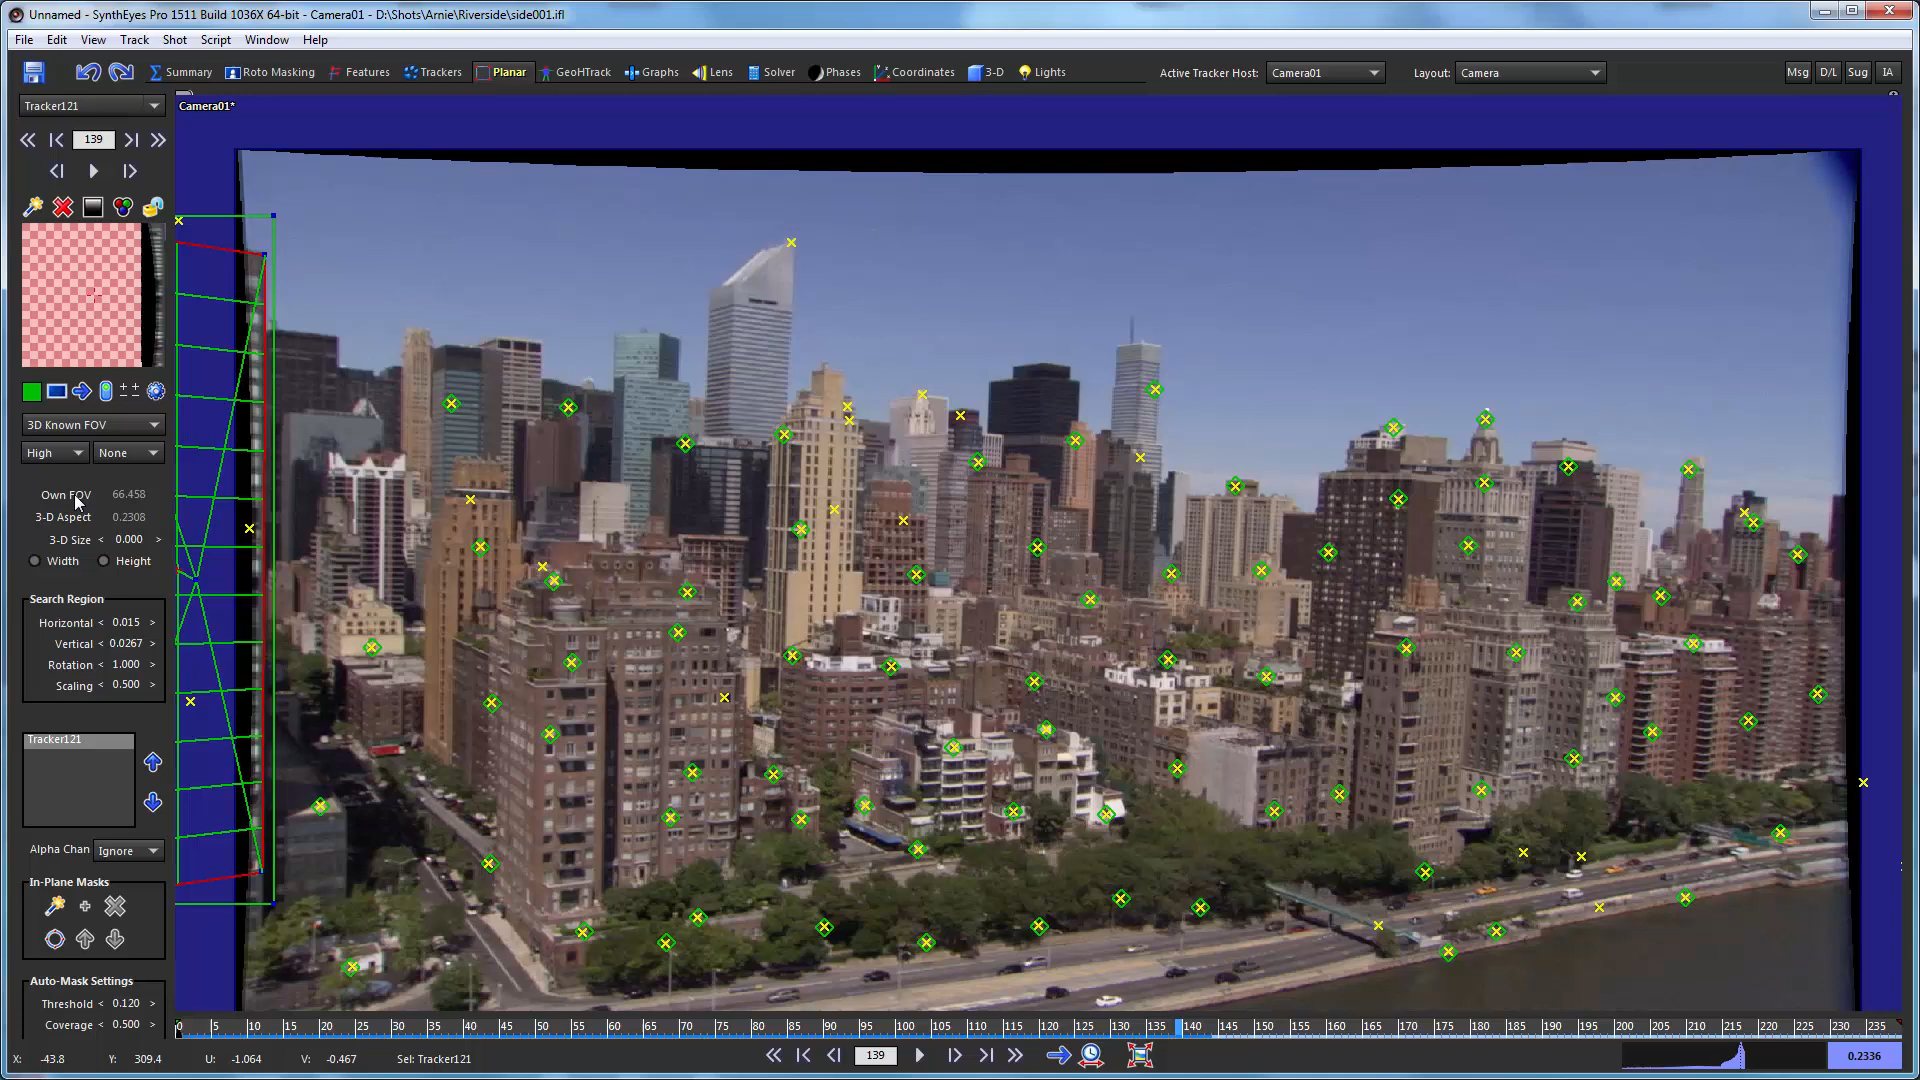 Unnamed - SynthEyes Pro 1511 Build 1036X 64-bit - Camera01 - D:\Shots\Arnie\Riverside\side001.ifl
File Edit View Track Shot Script Window Help
Summary Roto Masking Features Trackers Planar GeoHTrack Graphs Lens Solver Phases Coordinates 3-D Lights Active Tracker Host: Camera01 Layout: Camera Msg D/L Sug IA
Tracker121
Camera01*
139
3D Known FOV
High None
Own FOV 66.458
3-D Aspect 0.2308
3-D Size < 0.000 >
Width Height
Search Region
Horizontal < 0.015 >
Vertical < 0.0267 >
Rotation < 1.000 >
Scaling < 0.500 >
Tracker121
Alpha Chan Ignore
In-Plane Masks
Auto-Mask Settings
Threshold < 0.120 >
Coverage < 0.500 >
0 5 10 15 20 25 30 35 40 45 50 55 60 65 70 75 80 85 90 95 100 105 110 115 120 125 130 135 140 145 150 155 160 165 170 175 180 185 190 195 200 205 210 215 220 225 230 235
X: -43.8 Y: 309.4 U: -1.064 V: -0.467 Sel: Tracker121 139 0.2336